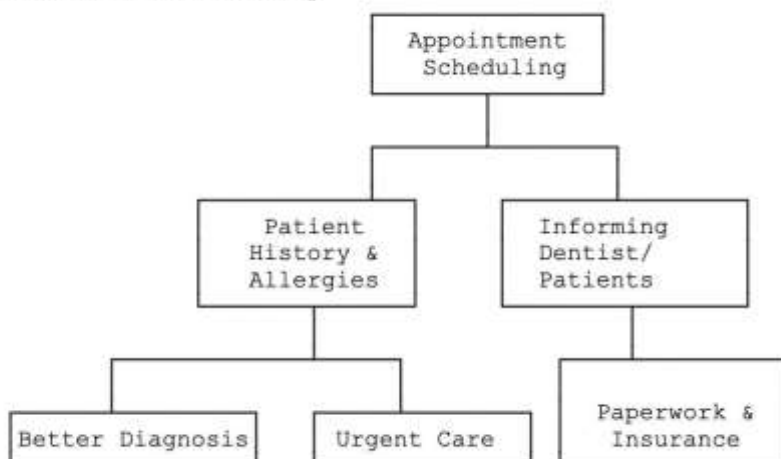 Appointment
Scheduling
Patient
History &
Allergies
Informing
Dentist/
Patients
Better Diagnosis
Urgent Care
Paperwork &
Insurance